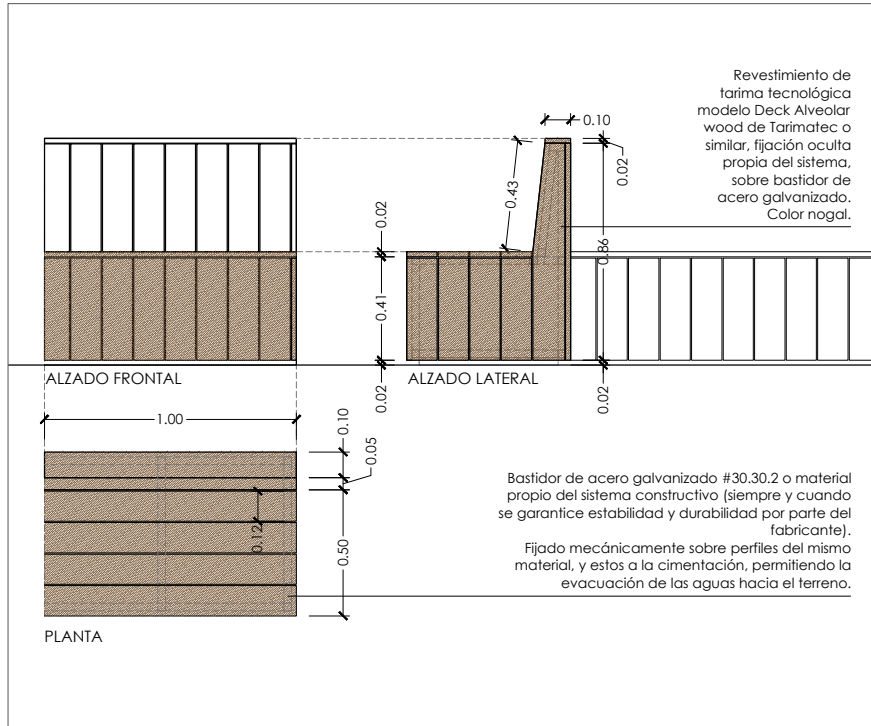 Revestimiento de
tarima tecnológica
modelo Deck Alveolar
wood de Tarimatec o
similar, fijación oculta
propia del sistema,
sobre bastidor de
acero galvanizado.
Color nogal.
0.10
0.02
0.43
0.86
0.02
0.41
0.02
0.02
ALZADO FRONTAL
ALZADO LATERAL
1.00
0.10
0.05
0.12
0.50
Bastidor de acero galvanizado #30.30.2 o material
propio del sistema constructivo (siempre y cuando
se garantice estabilidad y durabilidad por parte del
fabricante).
Fijado mecánicamente sobre perfiles del mismo
material, y estos a la cimentación, permitiendo la
evacuación de las aguas hacia el terreno.
PLANTA